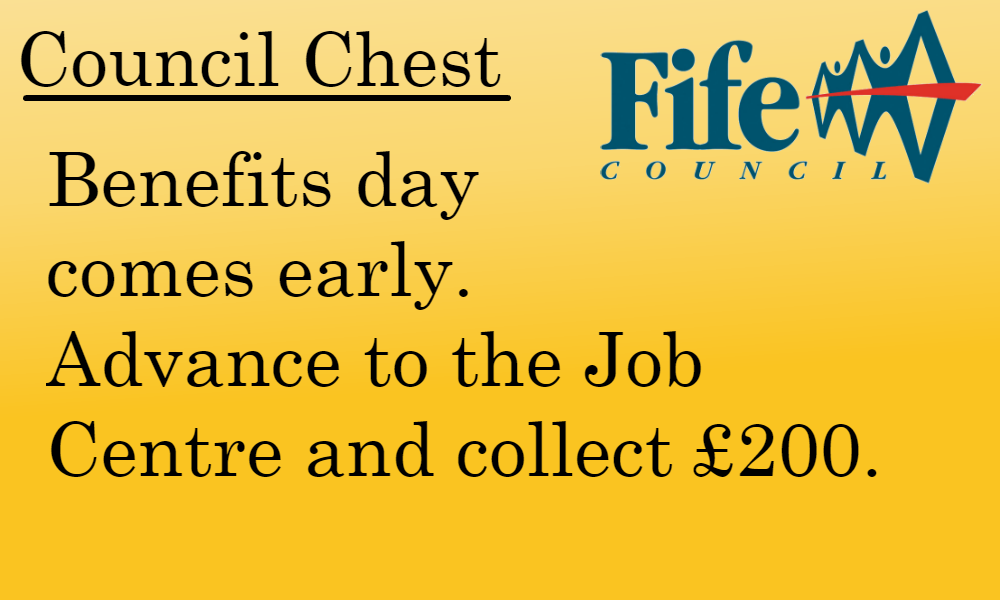 Council Chest
Fife
COUNCIL
Benefits day
comes early.
Advance to the Job
Centre and collect £200.